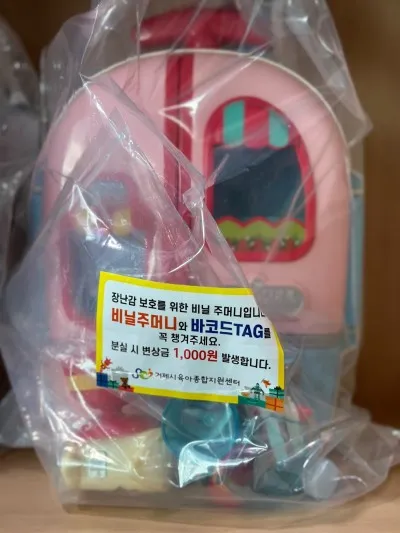 장난감 보호를 위한 비닐 주머니입니
비닐주머니와 바코드TAG를
꼭 챙겨주세요.
분실 시 변상금 1,000원 발생합니다.
거제시육아종합지원센터